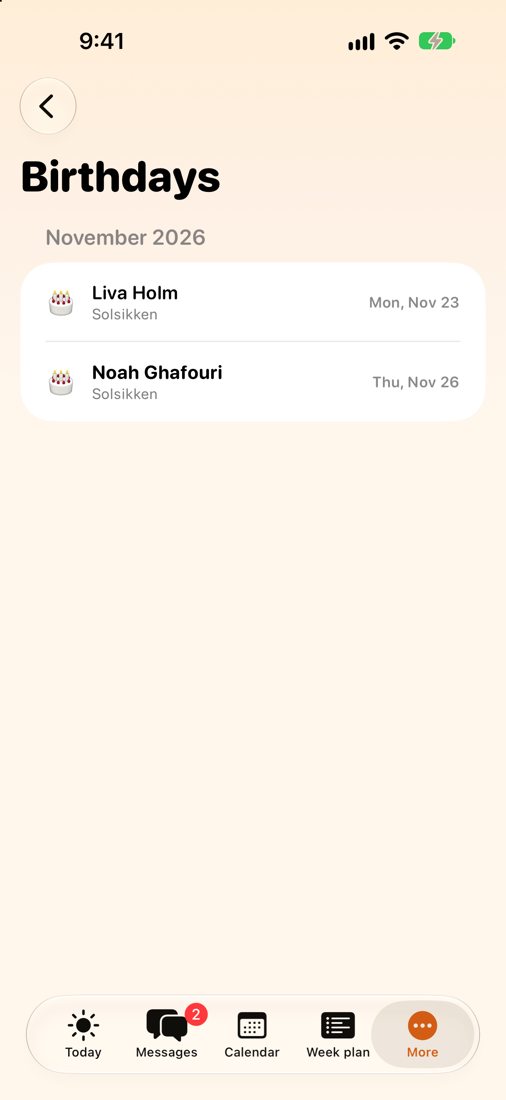 9:41
Birthdays
November 2026
Liva Holm
Solsikken
Mon, Nov 23
Noah Ghafouri
Solsikken
Thu, Nov 26
2
Today
Messages
Calendar
Week plan
More